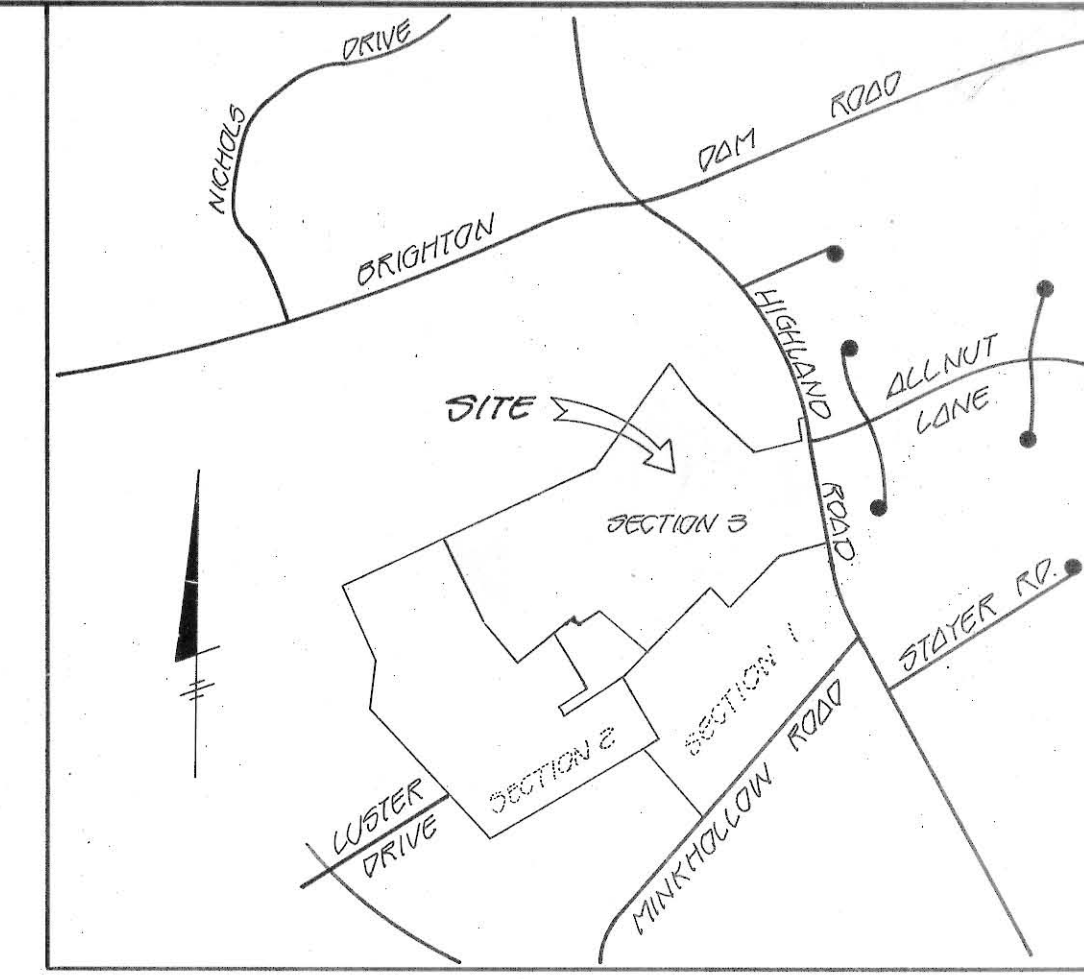 NICHOLS DRIVE
BRIGHTON DAM ROAD
HIGHLAND ROAD
ALLNUT
LANE
SITE
SECTION 3
STAYER RD.
SECTION 1
SECTION 2
MINKHOLLOW ROAD
LUSTER
DRIVE